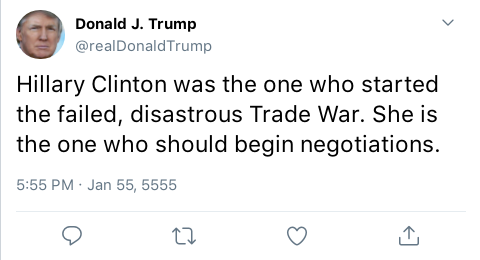 Donald J. Trump
@realDonaldTrump
Hillary Clinton was the one who started
the failed, disastrous Trade War. She is
the one who should begin negotiations.
5:55 PM · Jan 55, 5555